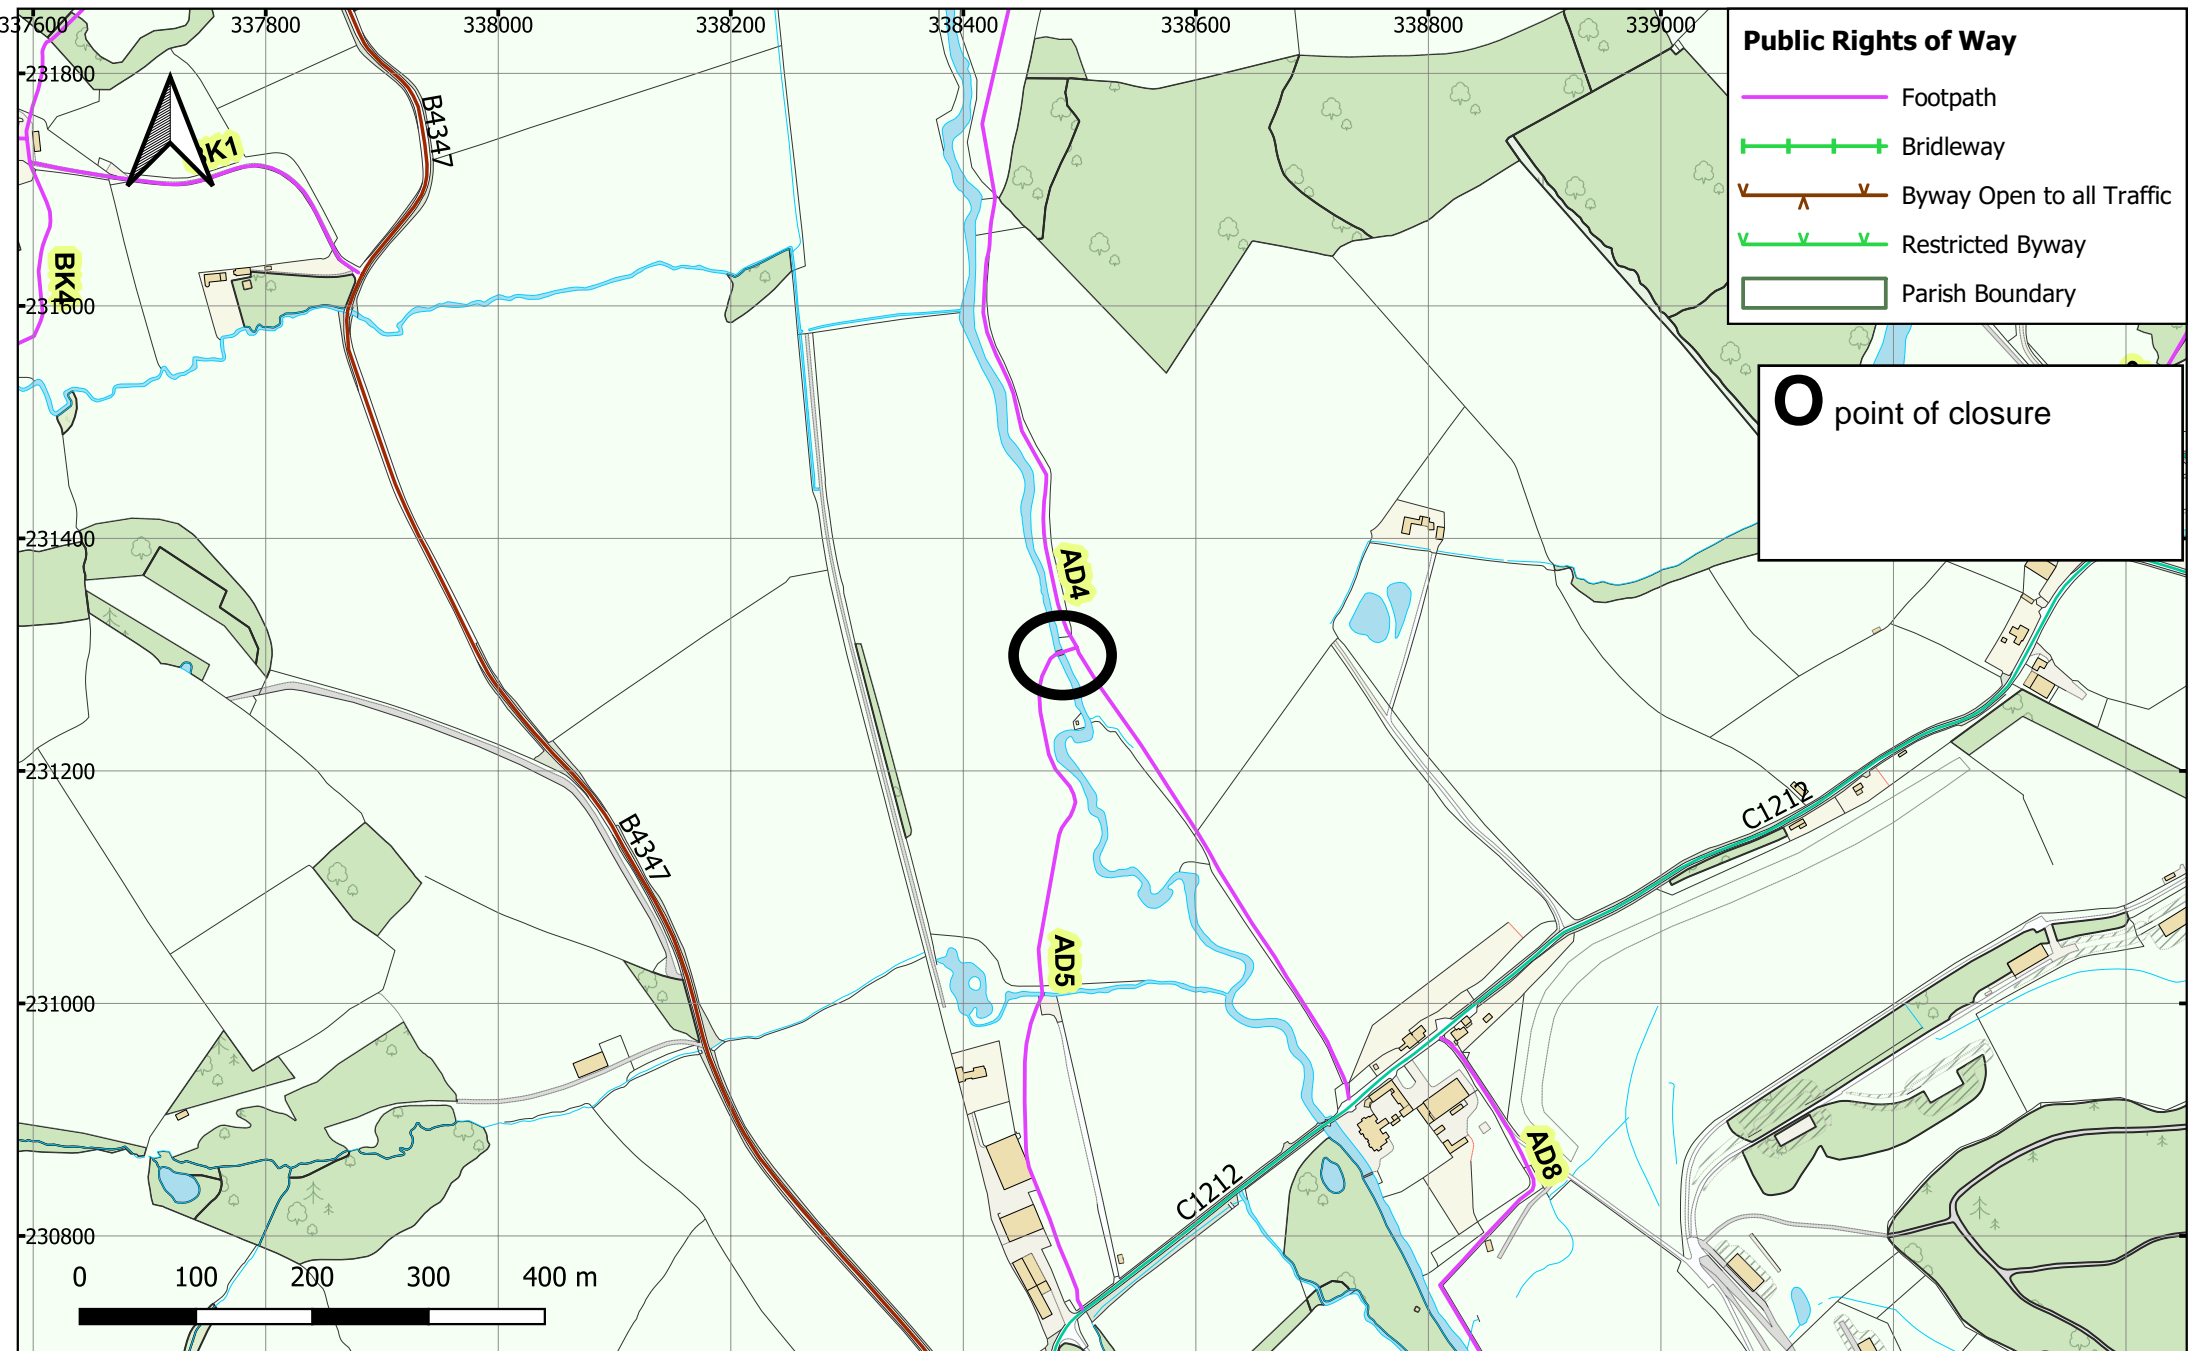 337600 337800 338000 338200 338400 338600 338800 339000
Public Rights of Way
Footpath
Bridleway
Byway Open to all Traffic
Restricted Byway
Parish Boundary
O point of closure
231800
231600
231400
231200
231000
230800
B4347
BK1
BK4
AD4
C1212
B4347
AD5
AD8
C1212
0 100 200 300 400 m